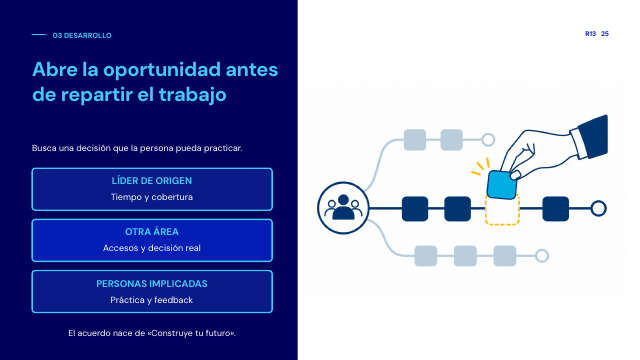 03 DESARROLLO
R13 25
Abre la oportunidad antes
de repartir el trabajo
Busca una decisión que la persona pueda practicar.
LÍDER DE ORIGEN
Tiempo y cobertura
OTRA ÁREA
Accesos y decisión real
PERSONAS IMPLICADAS
Práctica y feedback
El acuerdo nace de «Construye tu futuro».